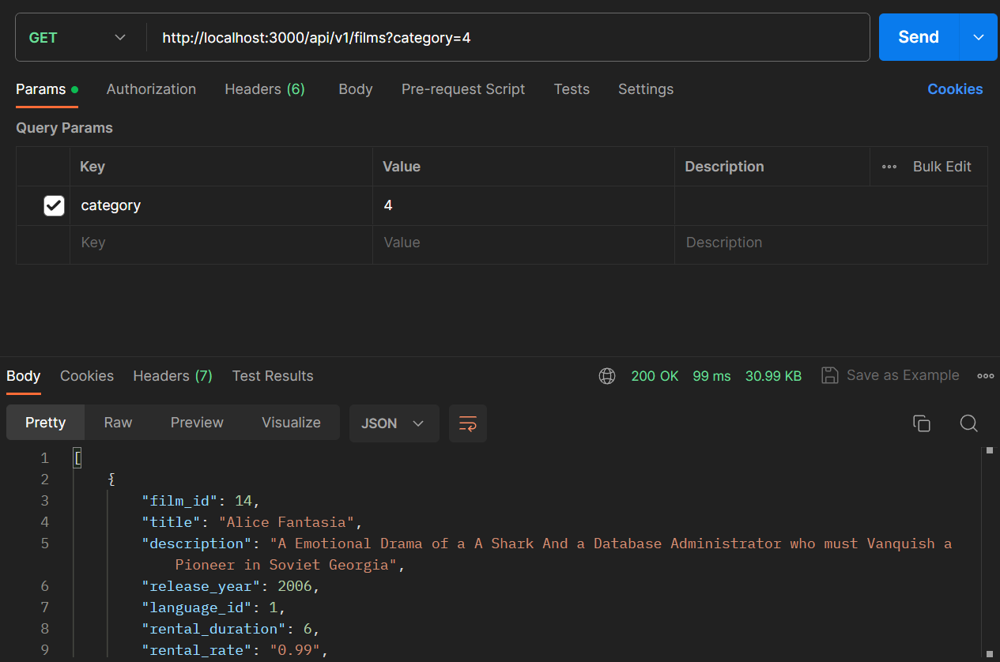 GET http://localhost:3000/api/v1/films?category=4 Send
Params Authorization Headers (6) Body Pre-request Script Tests Settings Cookies
Query Params
Key Value Description Bulk Edit
category 4
Key Value Description
Body Cookies Headers (7) Test Results 200 OK 99 ms 30.99 KB Save as Example
Pretty Raw Preview Visualize JSON
1 [
2 {
3 "film_id": 14,
4 "title": "Alice Fantasia",
5 "description": "A Emotional Drama of a A Shark And a Database Administrator who must Vanquish a
Pioneer in Soviet Georgia",
6 "release_year": 2006,
7 "language_id": 1,
8 "rental_duration": 6,
9 "rental_rate": "0.99",